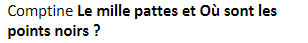 Comptine Le mille pattes et Où sont les
points noirs ?